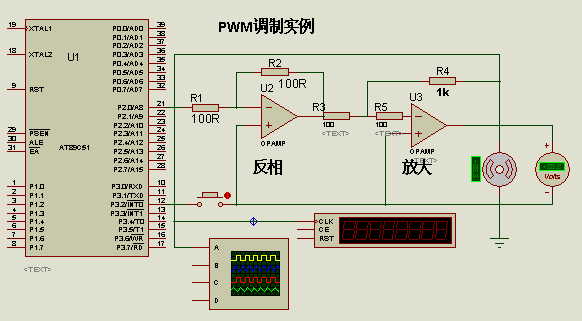 PWM调制实例
U1
19 XTAL1
18 XTAL2
9 RST
29 PSEN
30 ALE
31 EA
AT89C51
1 P1.0
2 P1.1
3 P1.2
4 P1.3
5 P1.4
6 P1.5
7 P1.6
8 P1.7
P0.0/AD0 39
P0.1/AD1 38
P0.2/AD2 37
P0.3/AD3 36
P0.4/AD4 35
P0.5/AD5 34
P0.6/AD6 33
P0.7/AD7 32
P2.0/A8 21
P2.1/A9 22
P2.2/A10 23
P2.3/A11 24
P2.4/A12 25
P2.5/A13 26
P2.6/A14 27
P2.7/A15 28
P3.0/RXD 10
P3.1/TXD 11
P3.2/INT0 12
P3.3/INT1 13
P3.4/T0 14
P3.5/T1 15
P3.6/WR 16
P3.7/RD 17
<TEXT>
R1
100R
R2
100R
U2
OPAMP
反相
R3
100
<TEXT>
R5
100
<TEXT>
R4
1k
U3
OPAMP
<TEXT>
放大
+
Volts
-
CLK
CE
RST
A
B
C
D